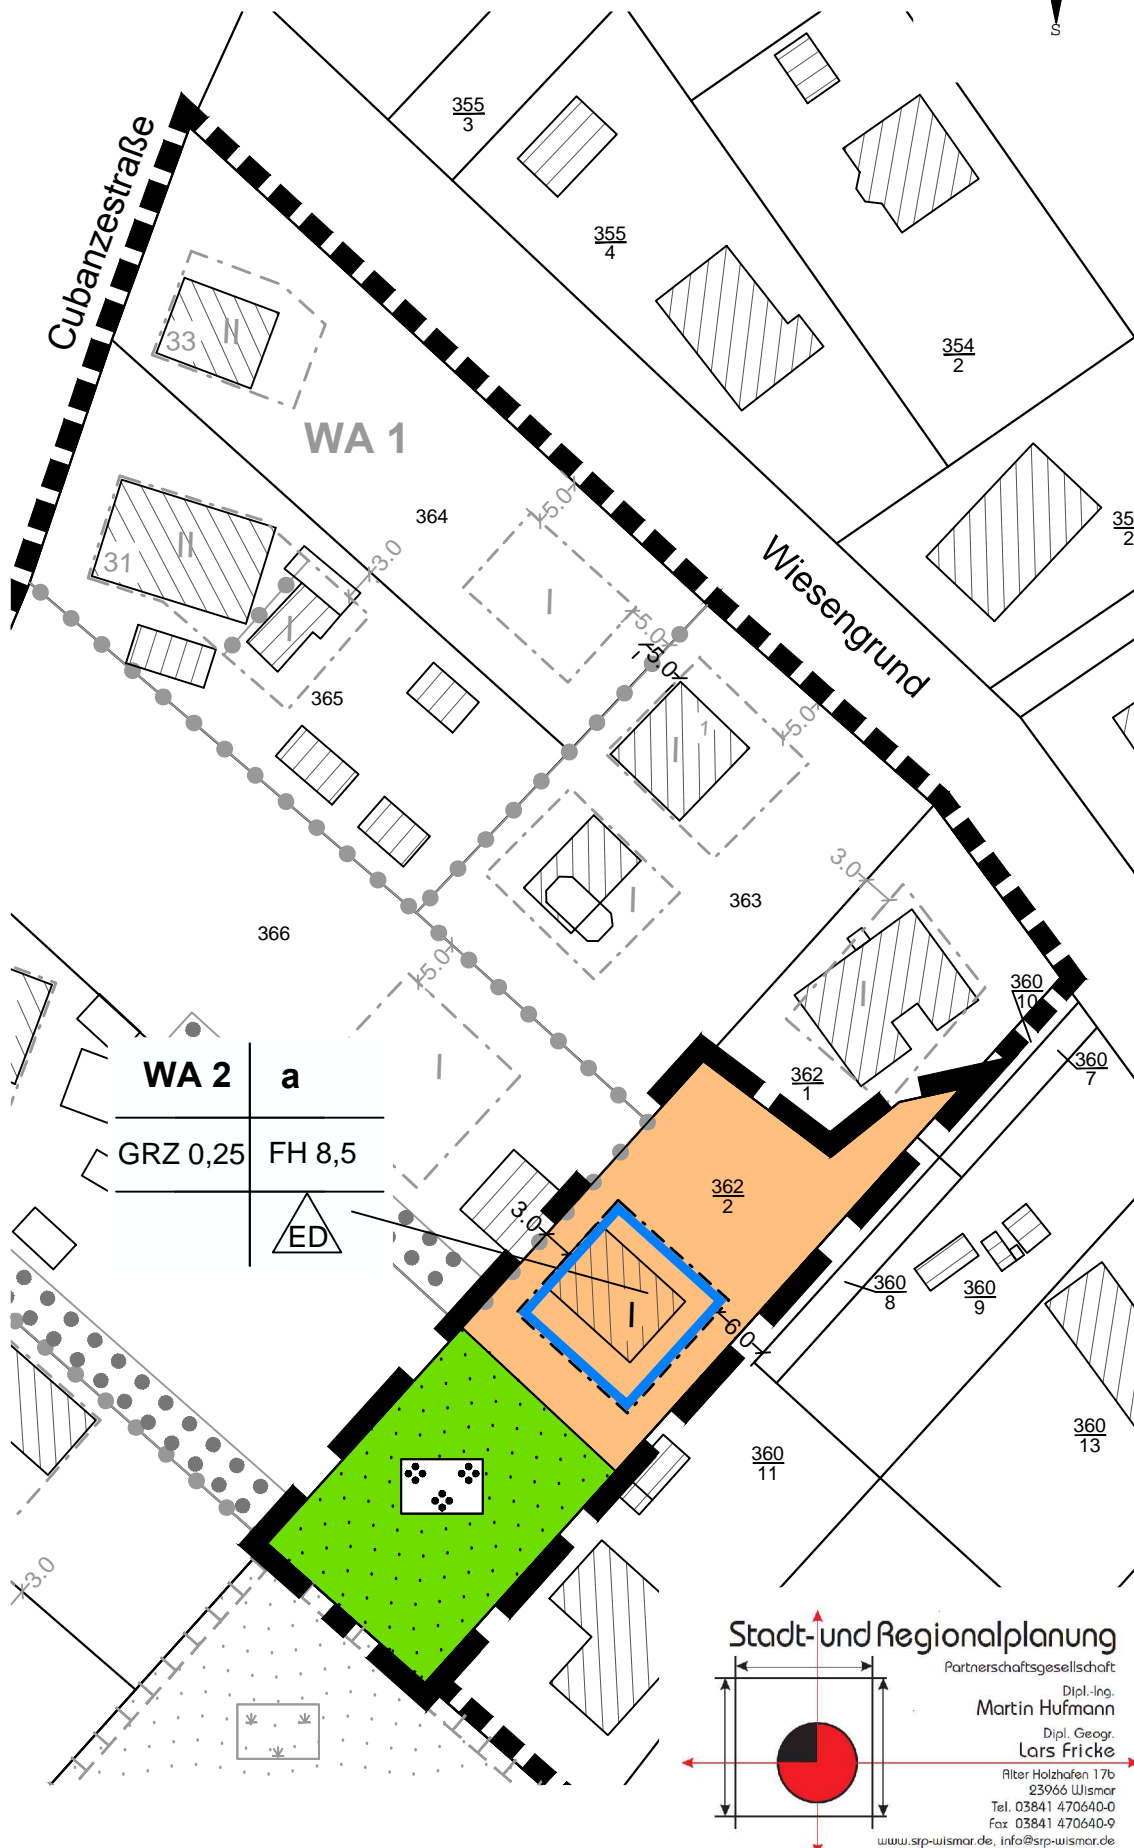 S
355
3
Cubanzestraße
355
4
33
II
354
2
WA 1
364
5.0
31
II
3.0
Wiesengrund
I
I
5.0
5.0
365
1
I
5.0
363
3.0
I
366
5.0
I
360
10
I
360
7
362
1
WA 2
a
GRZ 0,25
FH 8,5
ED
362
2
3.0
360
8
360
9
I
6.0
360
11
360
13
3.0
Stadt- und Regionalplanung
Partnerschaftsgesellschaft
Dipl.-Ing.
Martin Hufmann
Dipl. Geogr.
Lars Fricke
Alter Holzhafen 17b
23966 Wismar
Tel. 03841 470640-0
Fax 03841 470640-9
www.srp-wismar.de, info@srp-wismar.de